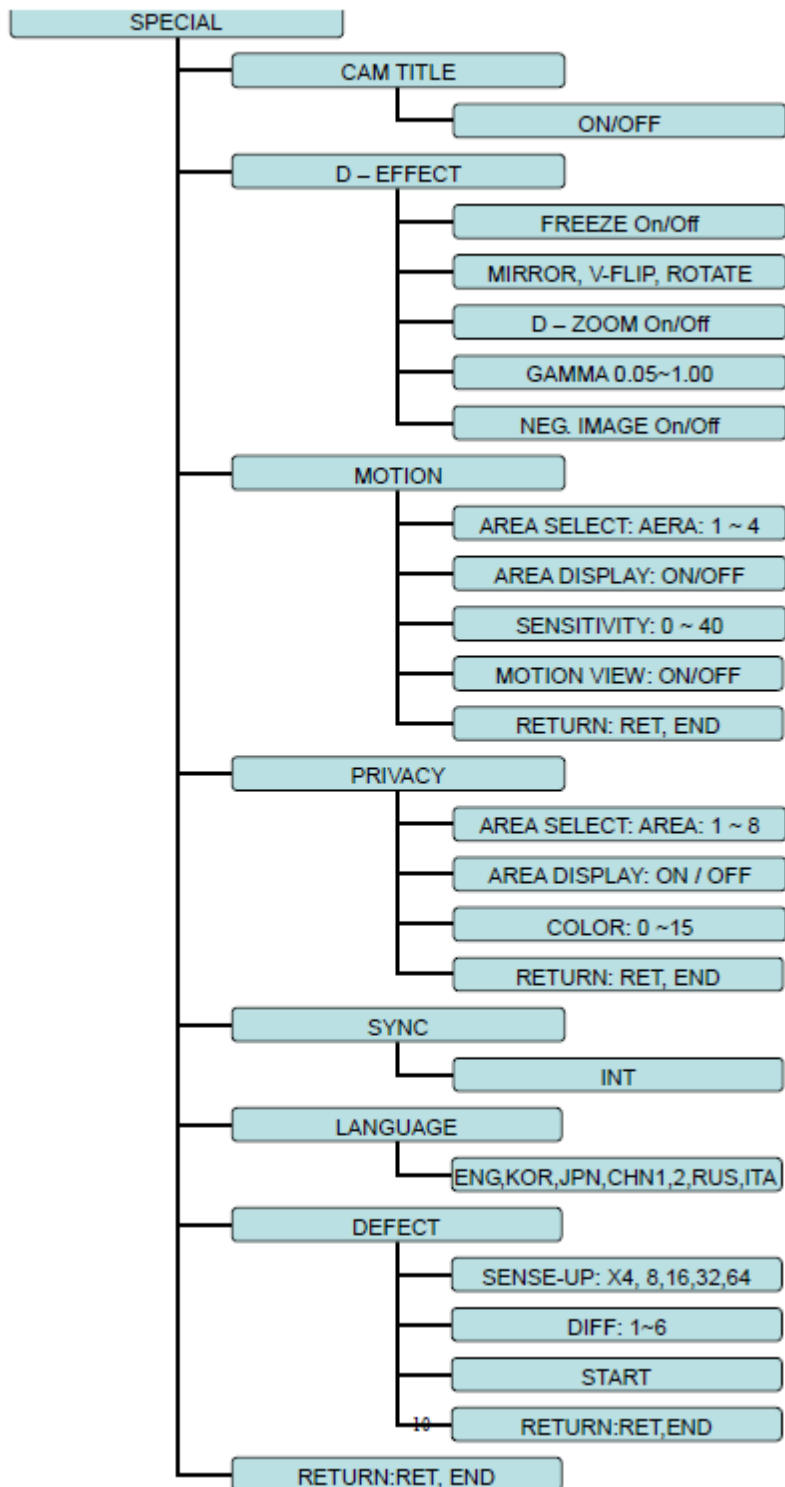 SPECIAL
CAM TITLE
ON/OFF
D – EFFECT
FREEZE On/Off
MIRROR, V-FLIP, ROTATE
D – ZOOM On/Off
GAMMA 0.05~1.00
NEG. IMAGE On/Off
MOTION
AREA SELECT: AERA: 1 ~ 4
AREA DISPLAY: ON/OFF
SENSITIVITY: 0 ~ 40
MOTION VIEW: ON/OFF
RETURN: RET, END
PRIVACY
AREA SELECT: AREA: 1 ~ 8
AREA DISPLAY: ON / OFF
COLOR: 0 ~15
RETURN: RET, END
SYNC
INT
LANGUAGE
ENG,KOR,JPN,CHN1,2,RUS,ITA
DEFECT
SENSE-UP: X4, 8,16,32,64
DIFF: 1~6
START
10
RETURN:RET,END
RETURN:RET, END